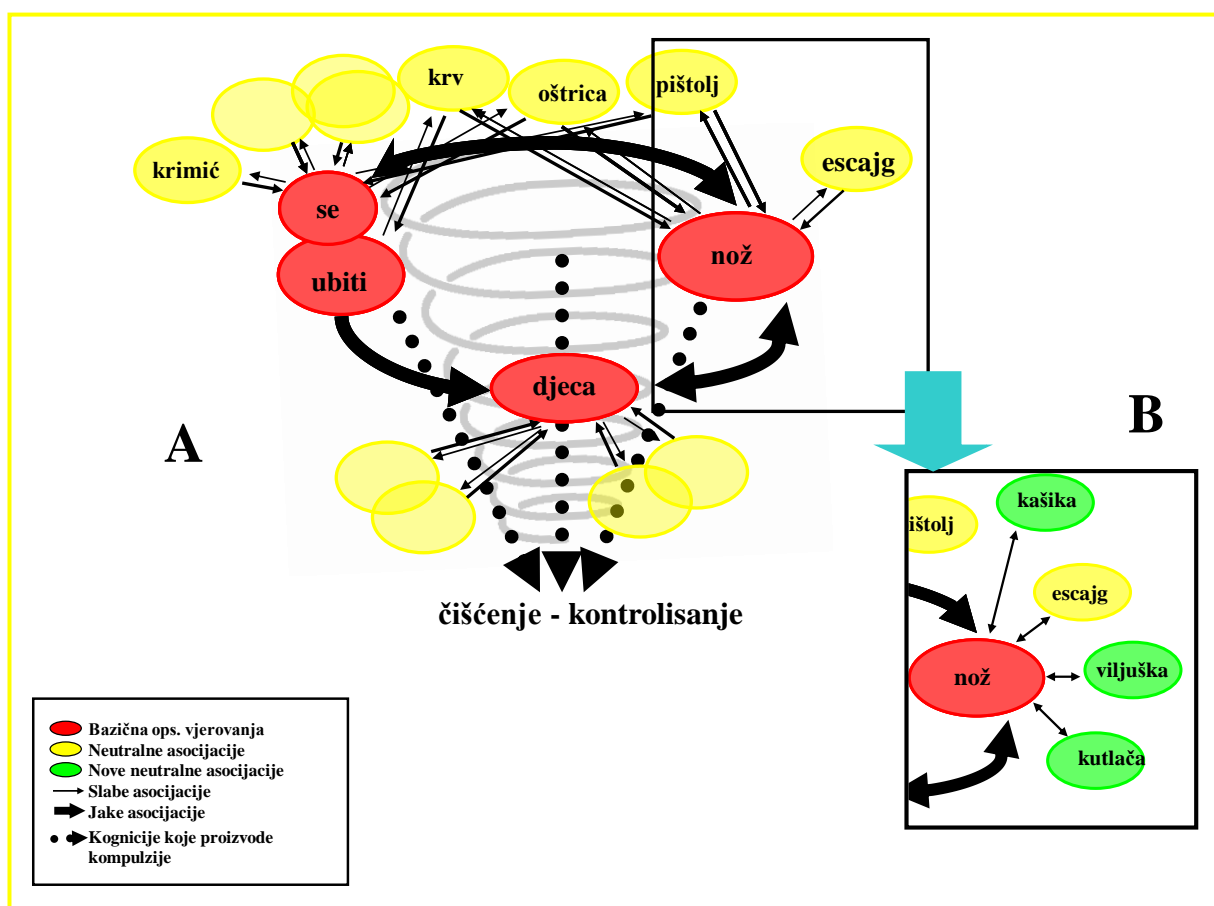 krv
oštrica
pištolj
krimić
escajg
se
nož
ubiti
djeca
A
B
čišćenje - kontrolisanje
kašika
ištolj
escajg
nož
viljuška
kutlača
Bazična ops. vjerovanja
Neutralne asocijacije
Nove neutralne asocijacije
Slabe asocijacije
Jake asocijacije
Kognicije koje proizvode
kompulzije